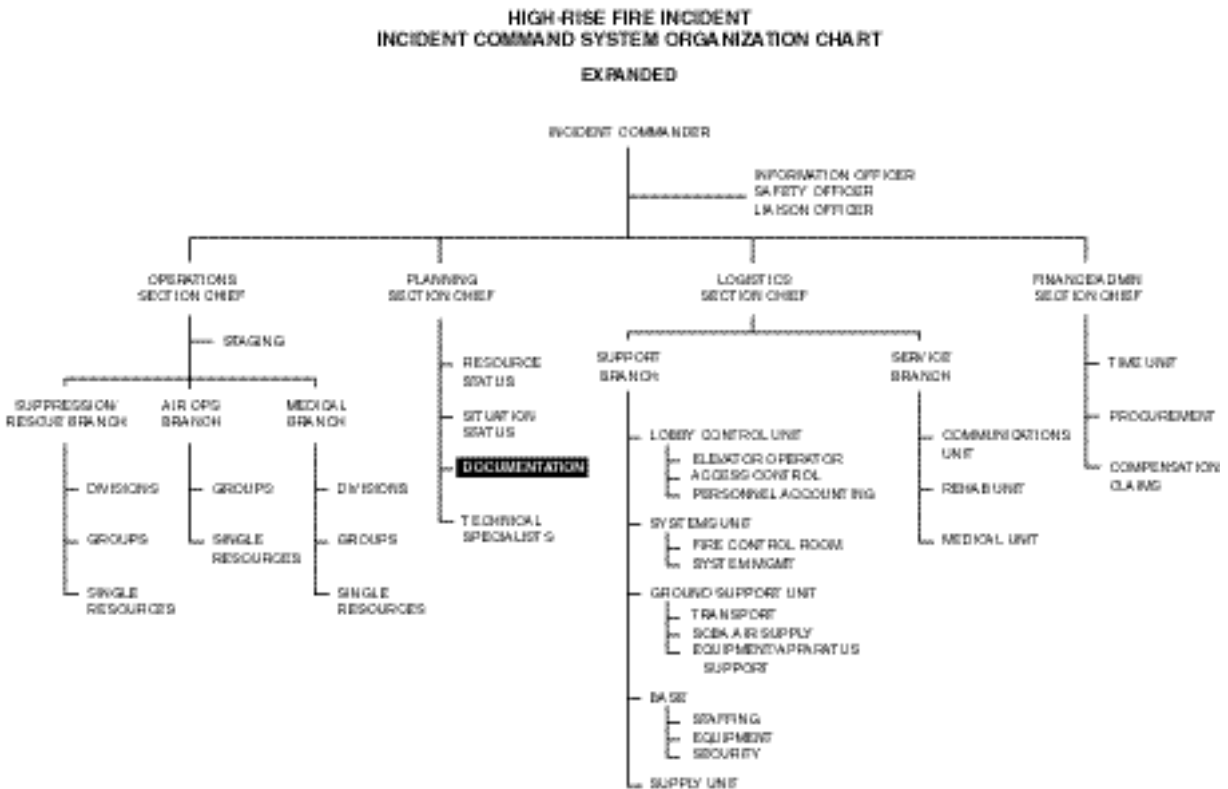 HIGH-RISE FIRE INCIDENT
INCIDENT COMMAND SYSTEM ORGANIZATION CHART
EXPANDED
INCIDENT COMMANDER
INFORMATION OFFICER
SAFETY OFFICER
LIAISON OFFICER
OPERATIONS
SECTION CHIEF
PLANNING
SECTION CHIEF
LOGISTICS
SECTION CHIEF
FINANCE/ADMIN
SECTION CHIEF
STAGING
SUPPRESSION/
RESCUE BRANCH
AIR OPS
BRANCH
MEDICAL
BRANCH
DIVISIONS
GROUPS
SINGLE
RESOURCES
GROUPS
SINGLE
RESOURCES
DIVISIONS
GROUPS
SINGLE
RESOURCES
RESOURCE
STATUS
SITUATION
STATUS
DOCUMENTATION
TECHNICAL
SPECIALISTS
SUPPORT
BRANCH
LOBBY CONTROL UNIT
ELEVATOR OPERATOR
ACCESS CONTROL
PERSONNEL ACCOUNTING
SYSTEMS UNIT
FIRE CONTROL ROOM
SYSTEM MGMT
GROUND SUPPORT UNIT
TRANSPORT
SCBA AIR SUPPLY
EQUIPMENT/APPARATUS
SUPPORT
BASE
STAFFING
EQUIPMENT
SECURITY
SUPPLY UNIT
SERVICE
BRANCH
COMMUNICATIONS
UNIT
REHAB UNIT
MEDICAL UNIT
TIME UNIT
PROCUREMENT
COMPENSATION
CLAIMS